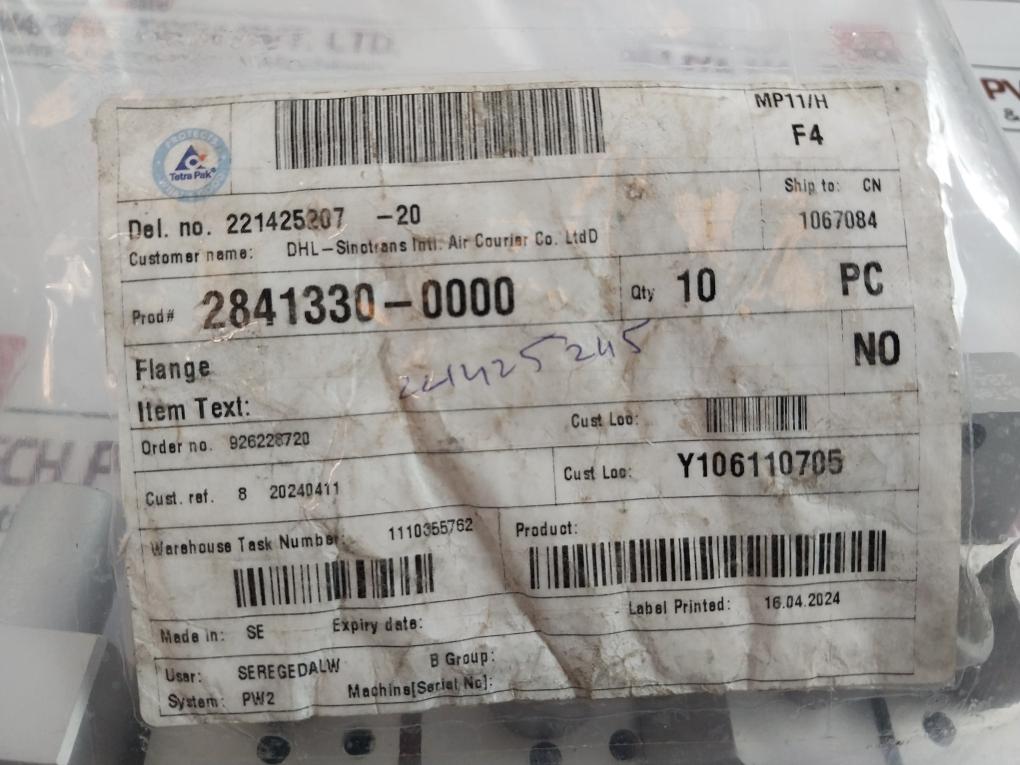 T. LTD.
MP11/H
F4
PROTECTS
Tetra Pak
Ship to: CN
1067084
Del. no. 221425207 -20
Customer name: DHL-Sinotrans Intl. Air Courier Co. LtdD
Prod# 2841330-0000
Qty 10 PC
Flange
NO
221425245
Item Text:
Order no. 926228720
Cust Loc:
Cust. ref. 8 20240411
Cust Loc: Y106110705
Warehouse Task Number: 1110355762
Product:
Label Printed: 16.04.2024
Made in: SE
Expiry date:
User: SEREGEDALW
B Group:
System: PW2
Machine[Serial No]: